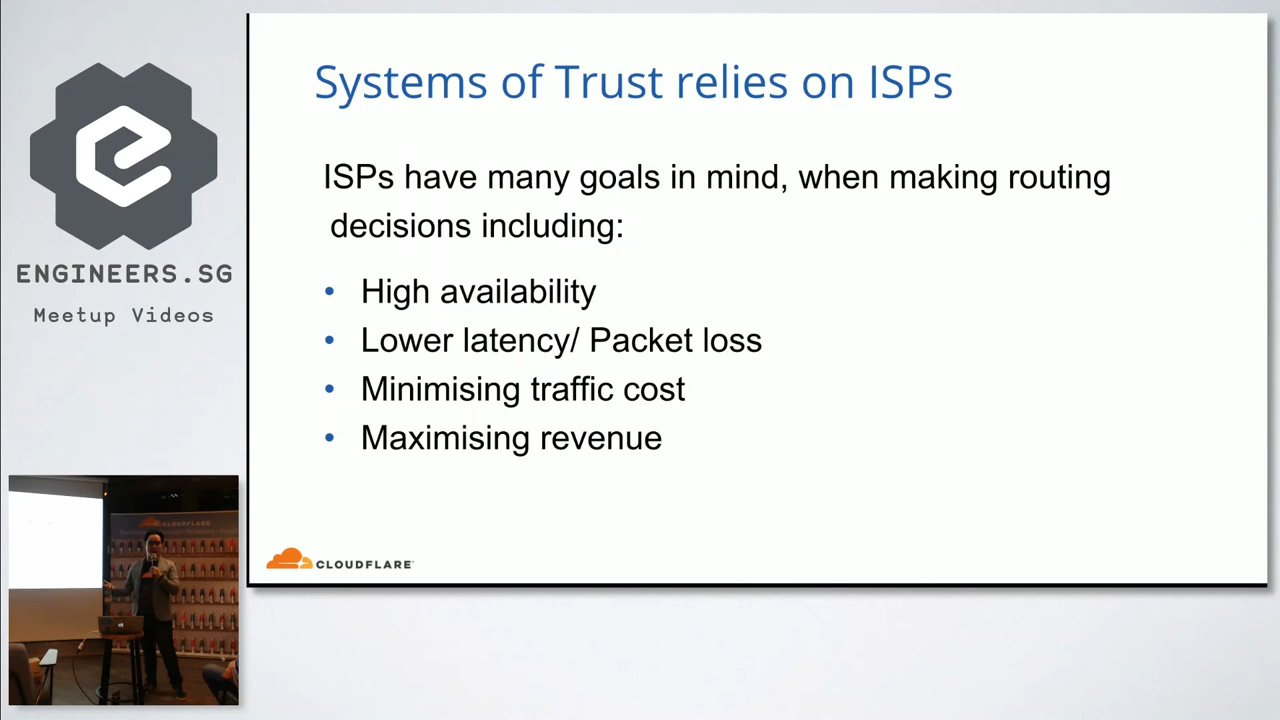 Systems of Trust relies on ISPs
ISPs have many goals in mind, when making routing
decisions including:
• High availability
• Lower latency/ Packet loss
• Minimising traffic cost
• Maximising revenue
CLOUDFLARE
ENGINEERS.SG
Meetup Videos
CLOUDFLARE